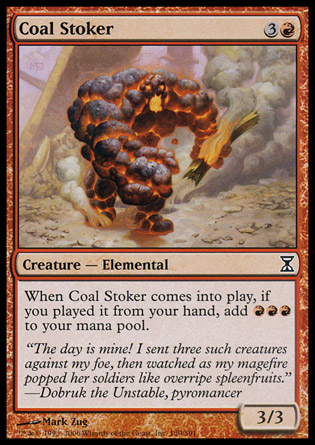 Coal Stoker 3
Creature — Elemental
When Coal Stoker comes into play, if
you played it from your hand, add
to your mana pool.
“The day is mine! I sent three such creatures
against my foe, then watched as my magefire
popped her soldiers like overripe spleenfruits.”
—Dobruk the Unstable, pyromancer
Mark Zug
3/3